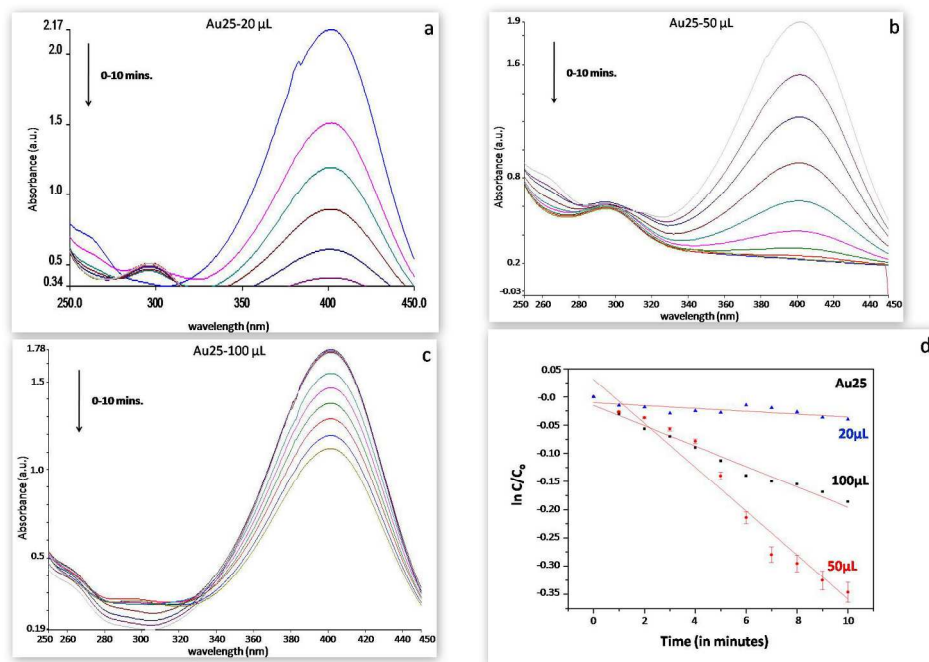 Au25-20 µL
a
2.17
2.0
1.5
1.0
0.5
0.34
Absorbance (a.u.)
0-10 mins.
250.0 300 350 400 450.0
wavelength (nm)
Au25-50 µL
b
1.9
1.6
0.8
0.2
-0.03
Absorbance (a.u.)
0-10 mins.
250 280 300 320 340 360 380 400 420 450
wavelength (nm)
Au25-100 µL
c
1.78
1.5
1.0
0.5
0.19
Absorbance (a.u.)
0-10 mins.
250 260 280 300 320 340 360 380 400 420 450
wavelength (nm)
d
0.05
-0.00
-0.05
-0.10
-0.15
-0.20
-0.25
-0.30
-0.35
ln C/Co
Au25
20µL
100µL
50µL
0 2 4 6 8 10
Time (in minutes)